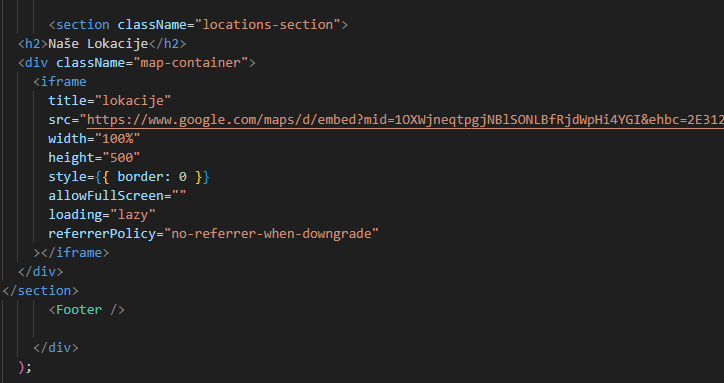 <section className="locations-section">
<h2>Naše Lokacije</h2>
<div className="map-container">
<iframe
title="lokacije"
src="https://www.google.com/maps/d/embed?mid=1OXWjneqtpgjNBlSONLBfRjdWpHi4YGI&ehbc=2E312
width="100%"
height="500"
style={{ border: 0 }}
allowFullScreen=""
loading="lazy"
referrerPolicy="no-referrer-when-downgrade"
></iframe>
</div>
</section>
<Footer />
</div>
);